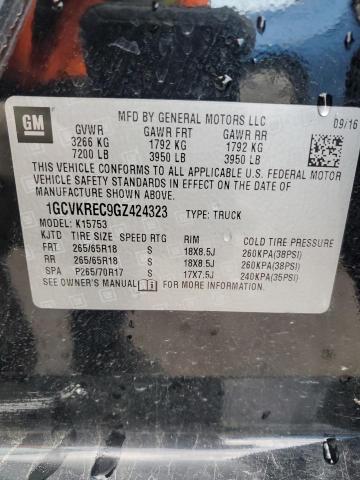 GM
MFD BY GENERAL MOTORS LLC 09/16
GVWR GAWR FRT GAWR RR
3266 KG 1792 KG 1792 KG
7200 LB 3950 LB 3950 LB
THIS VEHICLE CONFORMS TO ALL APPLICABLE U.S. FEDERAL MOTOR
VEHICLE SAFETY AND THEFT PREVENTION STANDARDS IN EFFECT ON THE DATE OF
MANUFACTURE SHOWN ABOVE.
1GCVKREC9GZ424323 TYPE: TRUCK
MODEL: K15753
KJTD TIRE SIZE SPEED RTG RIM COLD TIRE PRESSURE
FRT 265/65R18 S 18X8.5J 260KPA(38PSI)
RR 265/65R18 S 18X8.5J 260KPA(38PSI)
SPA P265/70R17 S 17X7.5J 240KPA(35PSI)
SEE OWNER'S MANUAL FOR MORE INFORMATION.